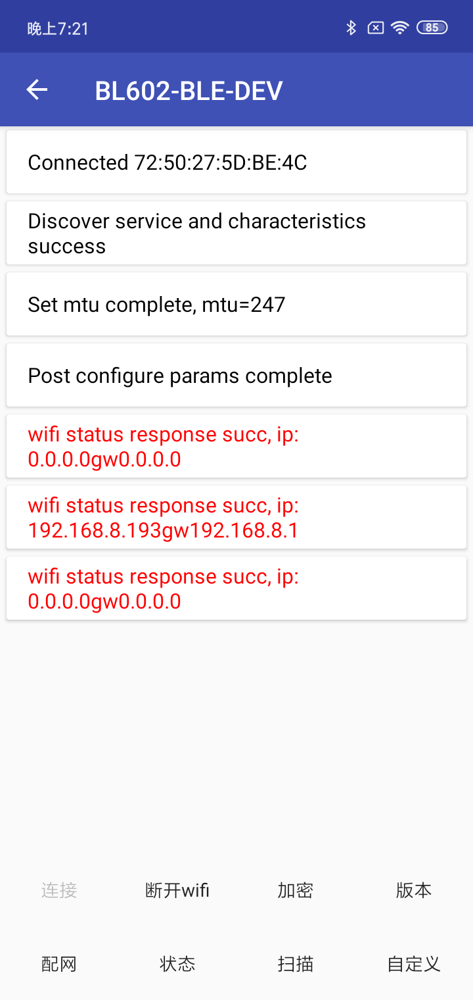 晚上7:21
85
BL602-BLE-DEV
Connected 72:50:27:5D:BE:4C
Discover service and characteristics
success
Set mtu complete, mtu=247
Post configure params complete
wifi status response succ, ip:
0.0.0.0gw0.0.0.0
wifi status response succ, ip:
192.168.8.193gw192.168.8.1
wifi status response succ, ip:
0.0.0.0gw0.0.0.0
连接 断开wifi 加密 版本
配网 状态 扫描 自定义